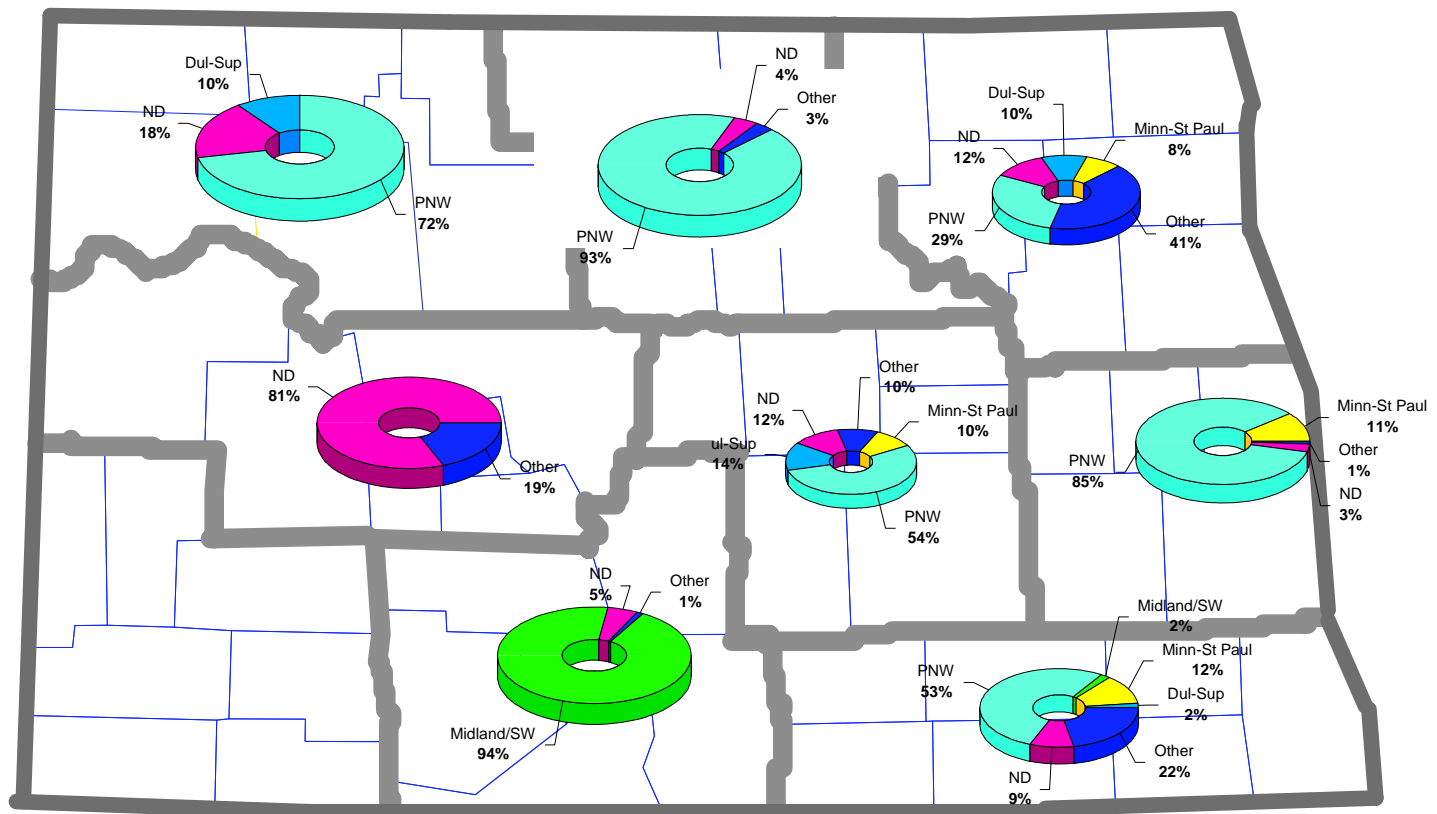 Dul-Sup
10%
ND
18%
PNW
72%
ND
4%
Other
3%
PNW
93%
Dul-Sup
10%
ND
12%
Minn-St Paul
8%
PNW
29%
Other
41%
ND
81%
Other
19%
Other
10%
ND
12%
Minn-St Paul
10%
ul-Sup
14%
PNW
54%
Minn-St Paul
11%
Other
1%
PNW
85%
ND
3%
ND
5%
Other
1%
Midland/SW
94%
Midland/SW
2%
Minn-St Paul
12%
PNW
53%
Dul-Sup
2%
Other
22%
ND
9%